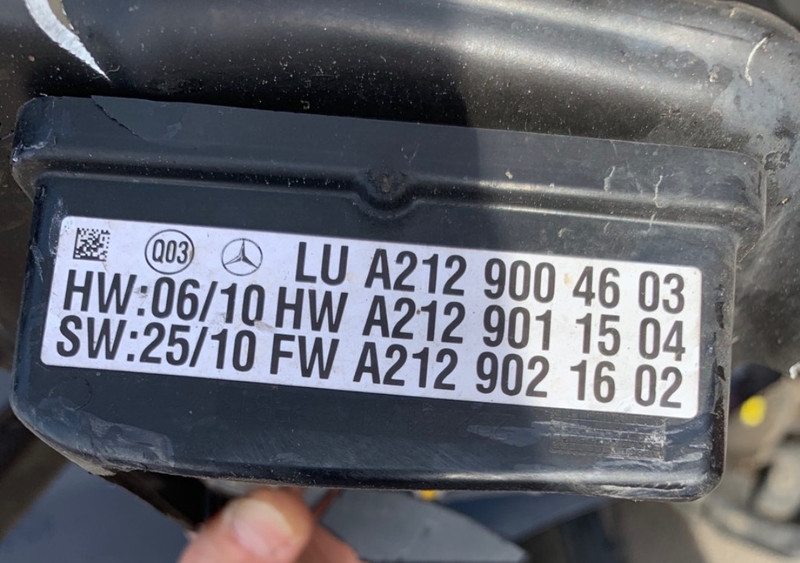 Q03 LU A212 900 46 03
HW:06/10 HW A212 901 15 04
SW:25/10 FW A212 902 16 02